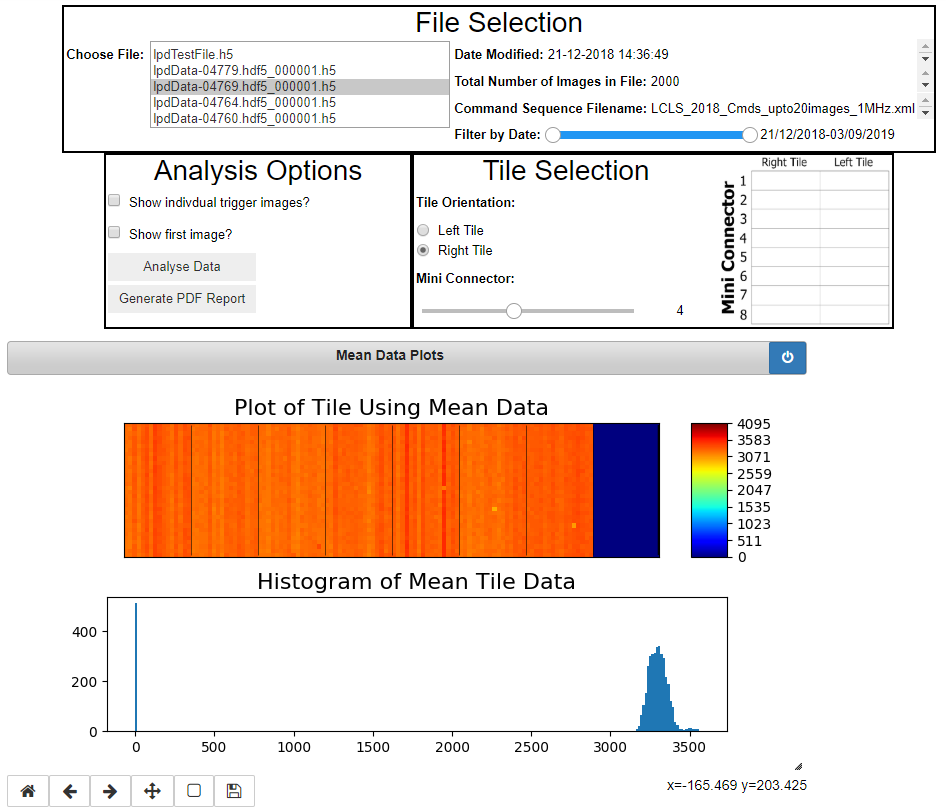 File Selection
Choose File:
lpdTestFile.h5
lpdData-04779.hdf5_000001.h5
lpdData-04769.hdf5_000001.h5
lpdData-04764.hdf5_000001.h5
lpdData-04760.hdf5_000001.h5
Date Modified: 21-12-2018 14:36:49
Total Number of Images in File: 2000
Command Sequence Filename: LCLS_2018_Cmds_upto20images_1MHz.xml
Filter by Date: 21/12/2018-03/09/2019
Analysis Options
Show indivdual trigger images?
Show first image?
Analyse Data
Generate PDF Report
Tile Selection
Tile Orientation:
Left Tile
Right Tile
Mini Connector:
4
Right Tile Left Tile
Mini Connector
1
2
3
4
5
6
7
8
Mean Data Plots
Plot of Tile Using Mean Data
4095
3583
3071
2559
2047
1535
1023
511
0
Histogram of Mean Tile Data
400
200
0
0 500 1000 1500 2000 2500 3000 3500
x=-165.469 y=203.425